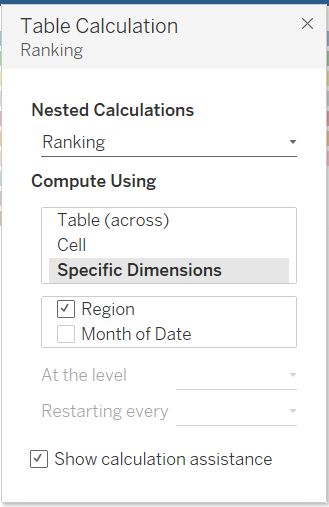 Table Calculation
Ranking
Nested Calculations
Ranking
Compute Using
Table (across)
Cell
Specific Dimensions
Region
Month of Date
At the level
Restarting every
Show calculation assistance